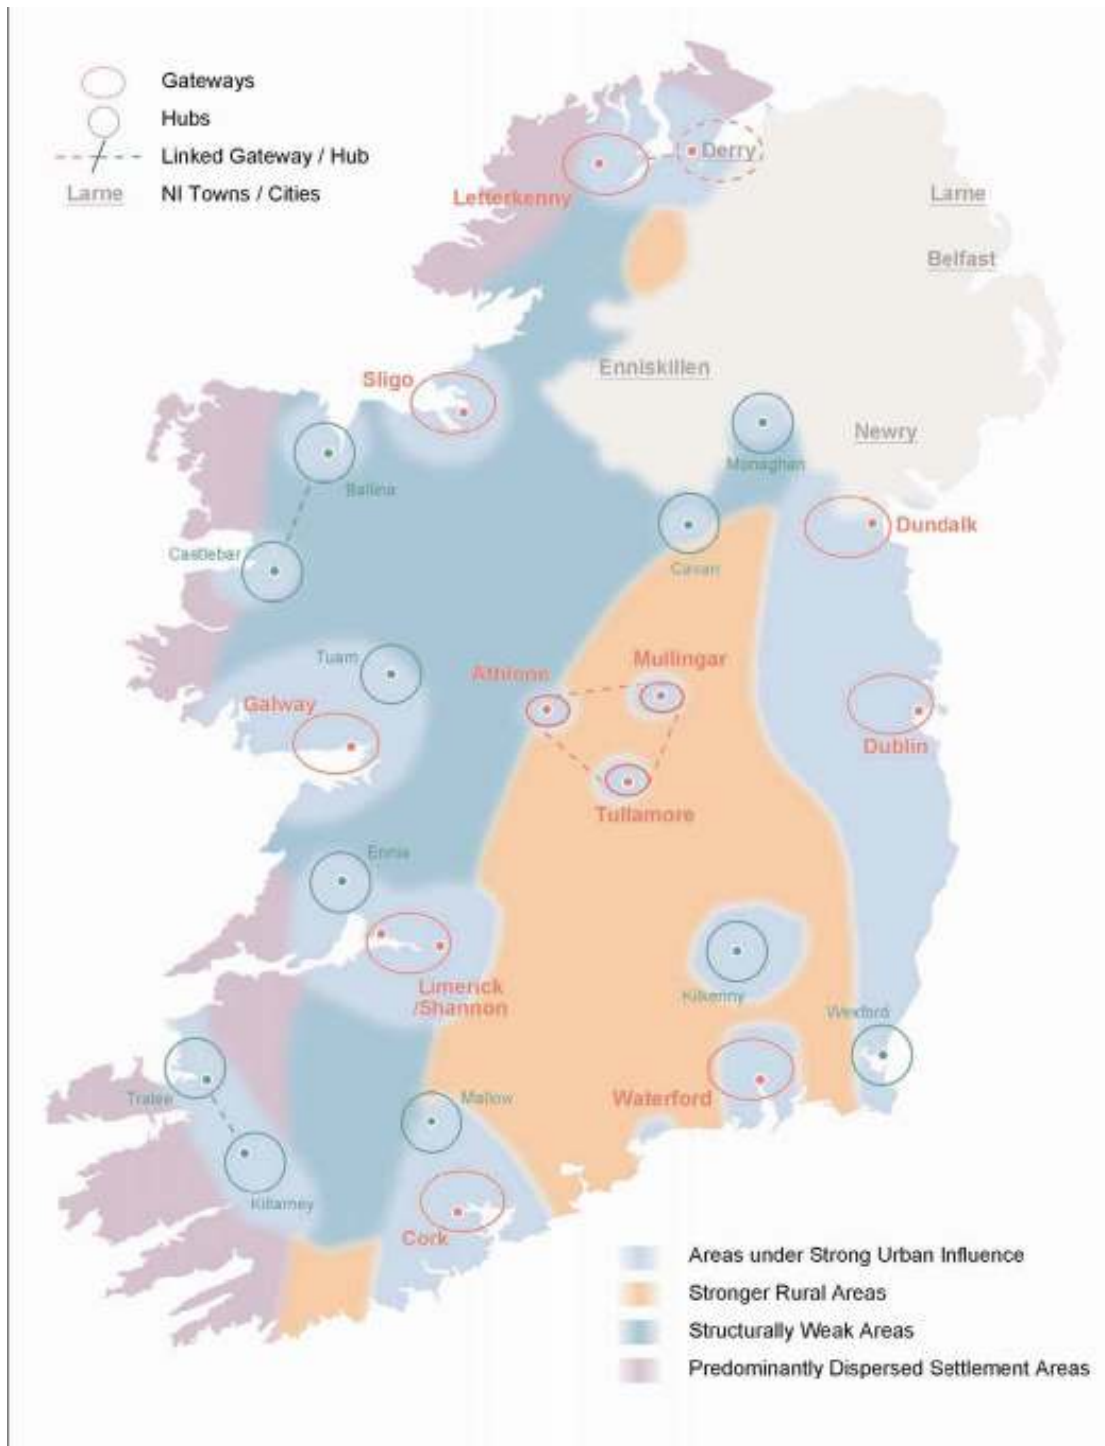 Gateways
Hubs
Linked Gateway / Hub
Larne NI Towns / Cities
Derry
Letterkenny
Larne
Belfast
Enniskillen
Sligo
Newry
Monaghan
Ballina
Dundalk
Castlebar
Cavan
Tuam
Mullingar
Athlone
Galway
Dublin
Tullamore
Ennis
Limerick
/Shannon
Kilkenny
Wexford
Tralee
Mallow
Waterford
Killarney
Cork
Areas under Strong Urban Influence
Stronger Rural Areas
Structurally Weak Areas
Predominantly Dispersed Settlement Areas